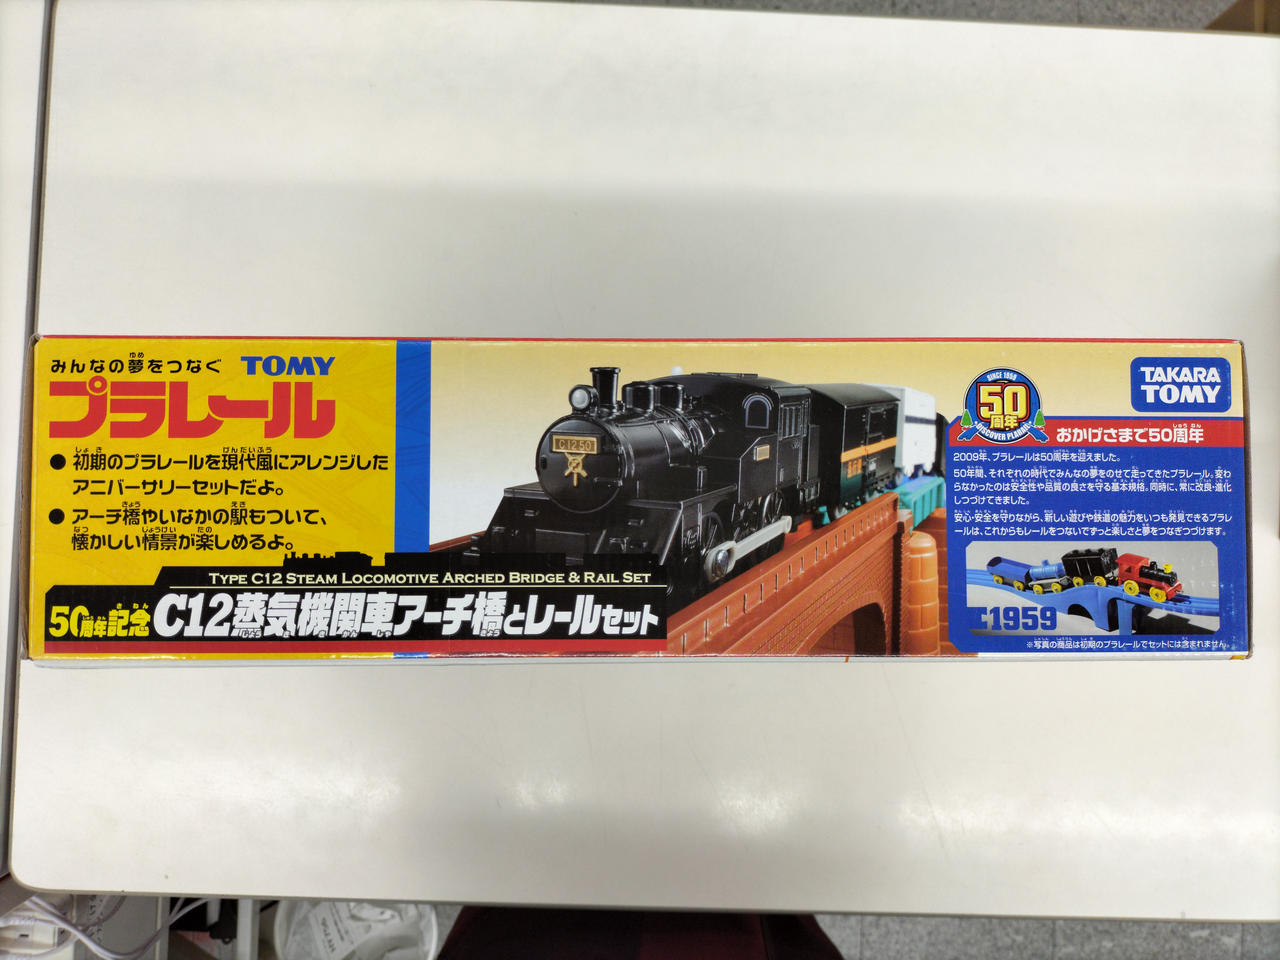 みんなの夢をつなぐ TOMY
プラレール
●初期のプラレールを現代風にアレンジした
アニバーサリーセットだよ。
●アーチ橋やいなかの駅もついて、
懐かしい情景が楽しめるよ。
TYPE C12 STEAM LOCOMOTIVE ARCHED BRIDGE & RAIL SET
50周年記念 C12蒸気機関車アーチ橋とレールセット
C1250
SINCE 1959
50
周年
DISCOVER PLARAIL
TAKARA
TOMY
おかげさまで50周年
2009年、プラレールは50周年を迎えました。
50年間、それぞれの時代でみんなの夢をのせて走ってきたプラレール。変わ
らなかったのは安全性や品質の良さを守る基本規格。同時に、常に改良・進化
しつづけてきました。
安心・安全を守りながら、新しい遊びや鉄道の魅力をいつも発見できるプラレ
ールは、これからもレールをつないでずっと楽しさと夢をつなぎつづけます。
1959
※写真の商品は初期のプラレールでセットには含まれません。